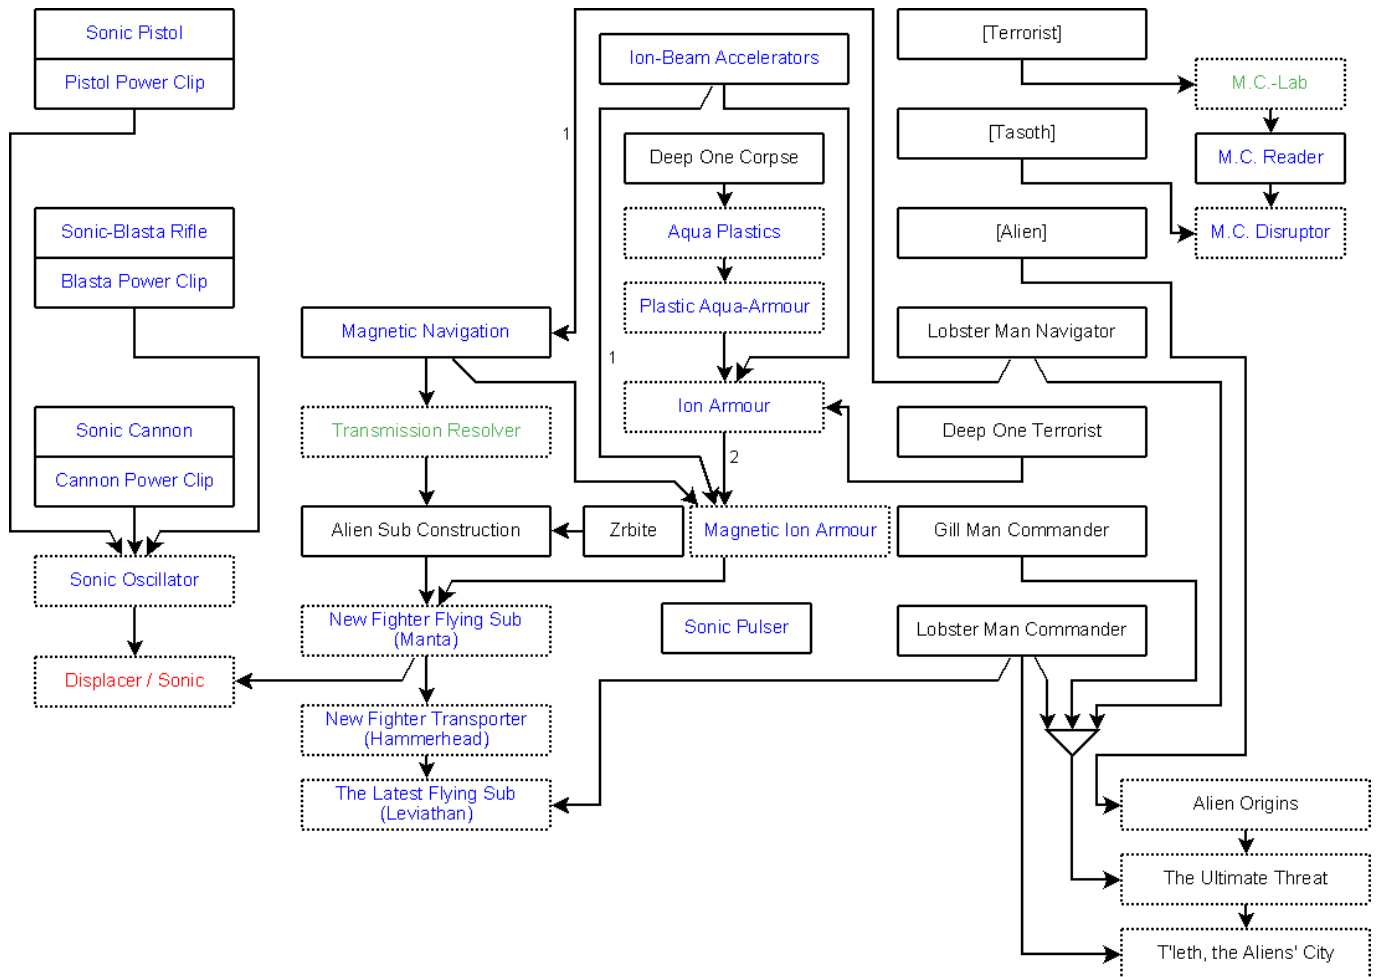 Sonic Pistol
Pistol Power Clip
Sonic-Blasta Rifle
Blasta Power Clip
Sonic Cannon
Cannon Power Clip
Sonic Oscillator
Displacer / Sonic
1
Magnetic Navigation
Transmission Resolver
Alien Sub Construction
Zrbite
New Fighter Flying Sub
(Manta)
New Fighter Transporter
(Hammerhead)
The Latest Flying Sub
(Leviathan)
Ion-Beam Accelerators
Deep One Corpse
Aqua Plastics
Plastic Aqua-Armour
1
Ion Armour
2
Magnetic Ion Armour
Sonic Pulser
[Terrorist]
[Tasoth]
[Alien]
Lobster Man Navigator
Deep One Terrorist
Gill Man Commander
Lobster Man Commander
M.C.-Lab
M.C. Reader
M.C. Disruptor
Alien Origins
The Ultimate Threat
T'leth, the Aliens' City